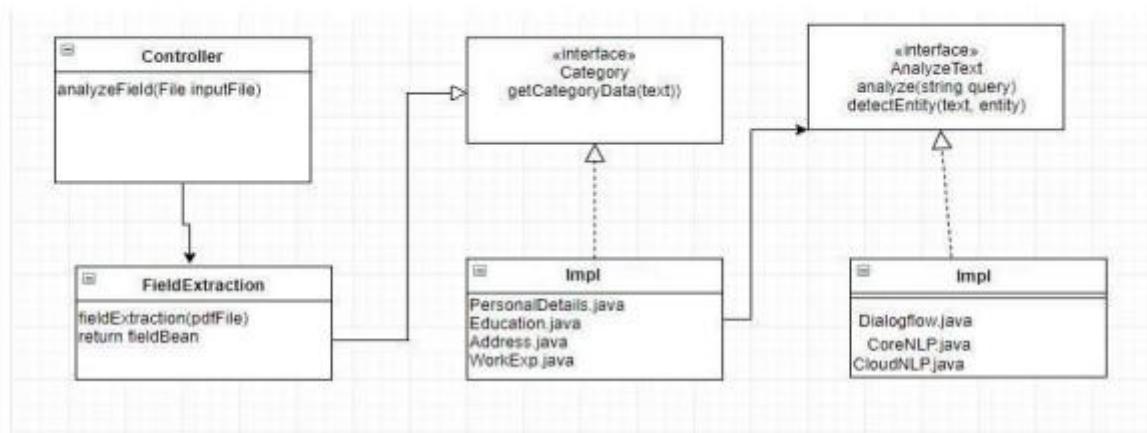 Controller
analyzeField(File inputFile)
«interface»
Category
getCategoryData(text))
«interface»
AnalyzeText
analyze(string query)
detectEntity(text, entity)
FieldExtraction
fieldExtraction(pdfFile)
return fieldBean
Impl
PersonalDetails.java
Education.java
Address.java
WorkExp.java
Impl
Dialogflow.java
CoreNLP.java
CloudNLP.java